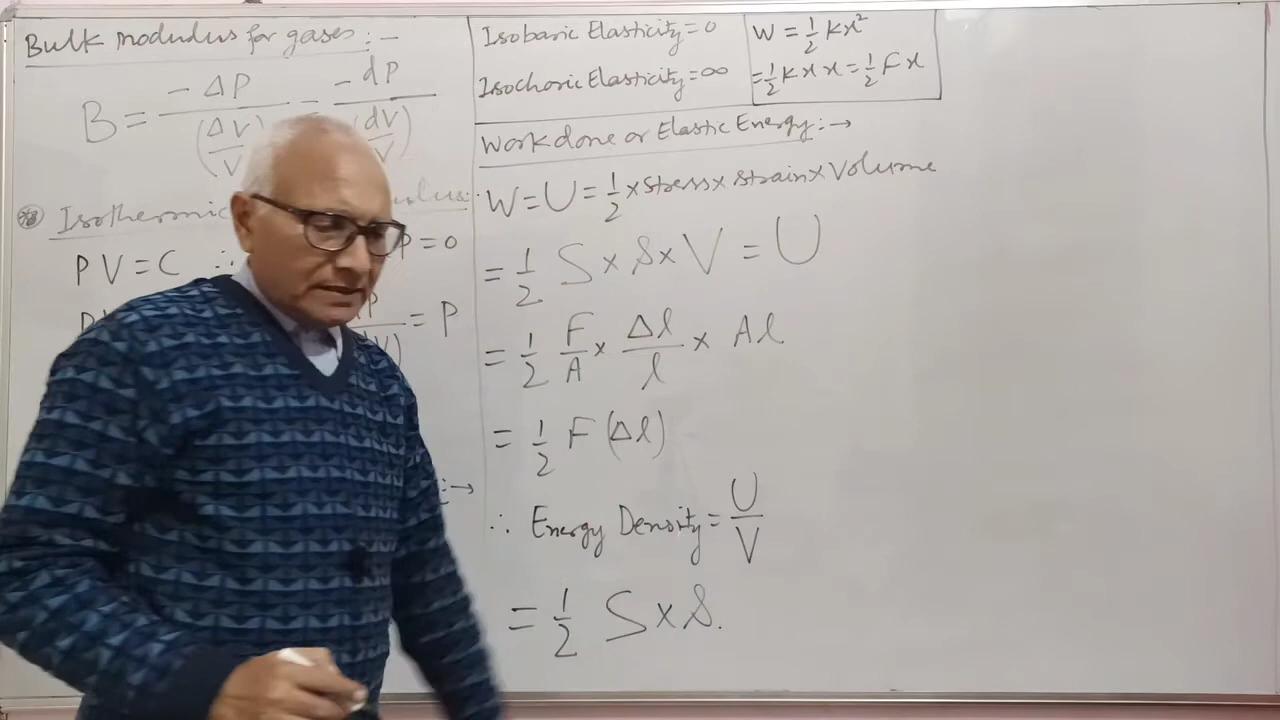 Bulk modulus for gases:-
B = -ΔP/(ΔV/V) = -dP/(dV/V)
Isothermic
PV = C ∴ P = 0
= P
Isobaric Elasticity = 0
Isochoric Elasticity = ∞
W = 1/2 Kx²
= 1/2 K x x = 1/2 F x
Work done or Elastic Energy:→
W = U = 1/2 × stress × strain × Volume
= 1/2 S × s × V = U
= 1/2 F/A × Δl/l × Al
= 1/2 F (Δl)
∴ Energy Density = U/V
= 1/2 S × s.